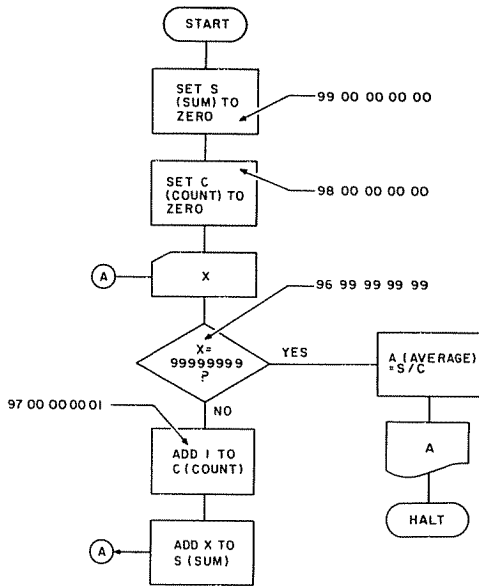 START
SET S
(SUM) TO
ZERO
99 00 00 00 00
SET C
(COUNT) TO
ZERO
98 00 00 00 00
A
X
96 99 99 99 99
X=
99999999
?
YES
A (AVERAGE)
=S/C
97 00 00 00 01
NO
ADD 1 TO
C (COUNT)
A
HALT
A
ADD X TO
S (SUM)